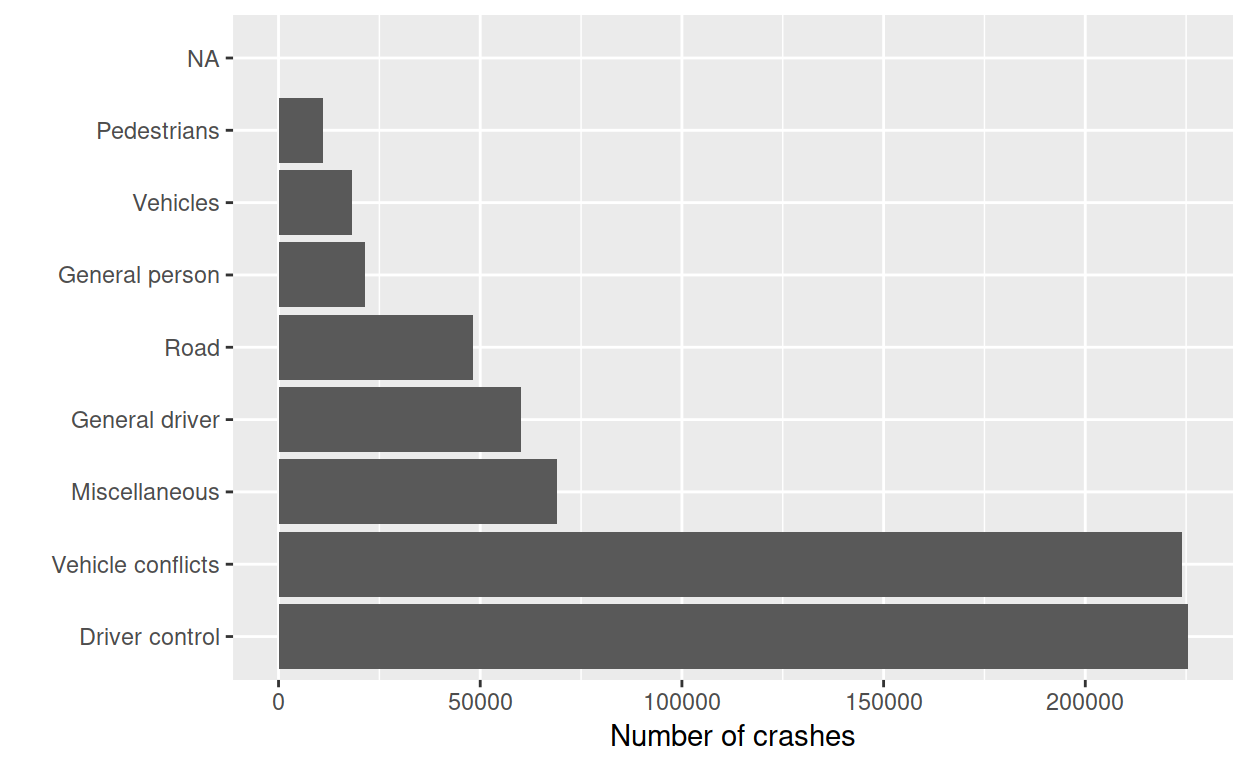 NA
Pedestrians
Vehicles
General person
Road
General driver
Miscellaneous
Vehicle conflicts
Driver control
0 50000 100000 150000 200000
Number of crashes